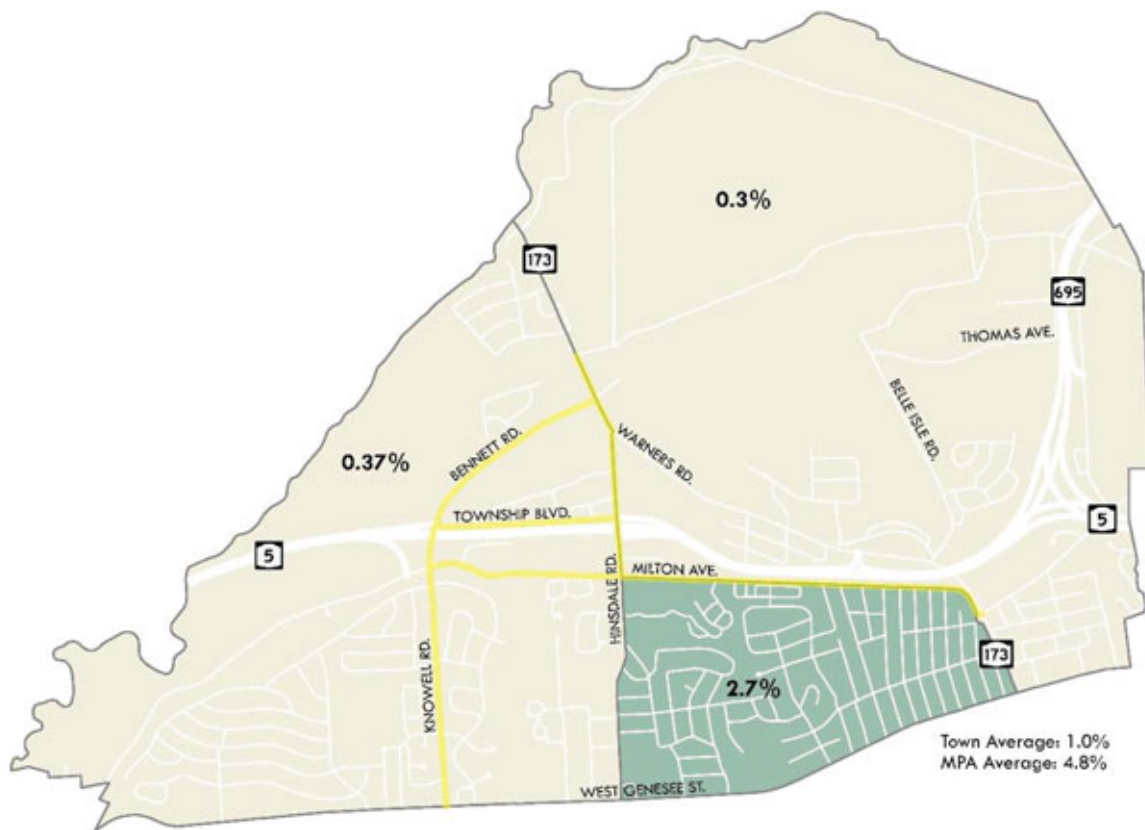 0.3%
173
695
THOMAS AVE.
BELLE ISLE RD.
WARNERS RD.
BENNETT RD.
0.37%
TOWNSHIP BLVD.
5
5
MILTON AVE.
HINSDALE RD.
KNOWELL RD.
173
2.7%
Town Average: 1.0%
MPA Average: 4.8%
WEST GENESEE ST.